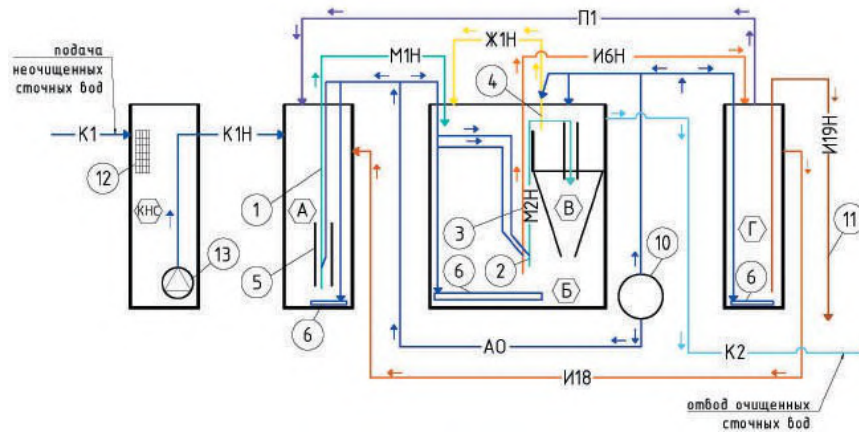 П1
подача
неочищенных
сточных вод
М1Н
Ж1Н
И6Н
4
К1
К1Н
И19Н
12
КНС
1
А
3
М2Н
В
Г
11
13
5
2
10
6
Б
6
6
АО
К2
И18
отвод очищенных
сточных вод